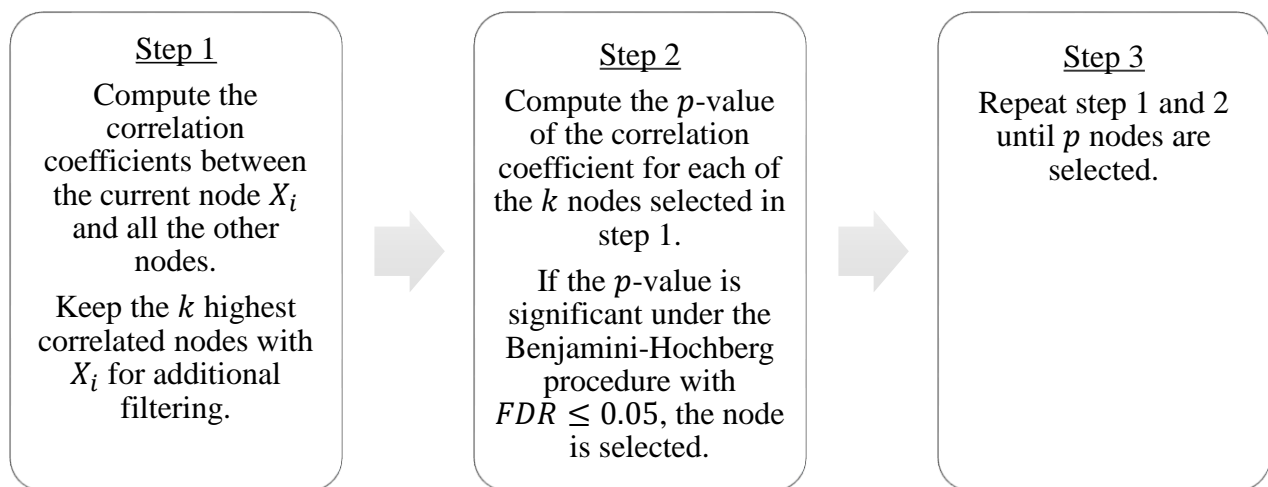 Step 1
Compute the
correlation
coefficients between
the current node 𝑋𝑖
and all the other
nodes.
Keep the 𝑘 highest
correlated nodes with
𝑋𝑖 for additional
filtering.
Step 2
Compute the 𝑝-value
of the correlation
coefficient for each of
the 𝑘 nodes selected in
step 1.
If the 𝑝-value is
significant under the
Benjamini-Hochberg
procedure with
𝐹𝐷𝑅 ≤ 0.05, the node
is selected.
Step 3
Repeat step 1 and 2
until 𝑝 nodes are
selected.